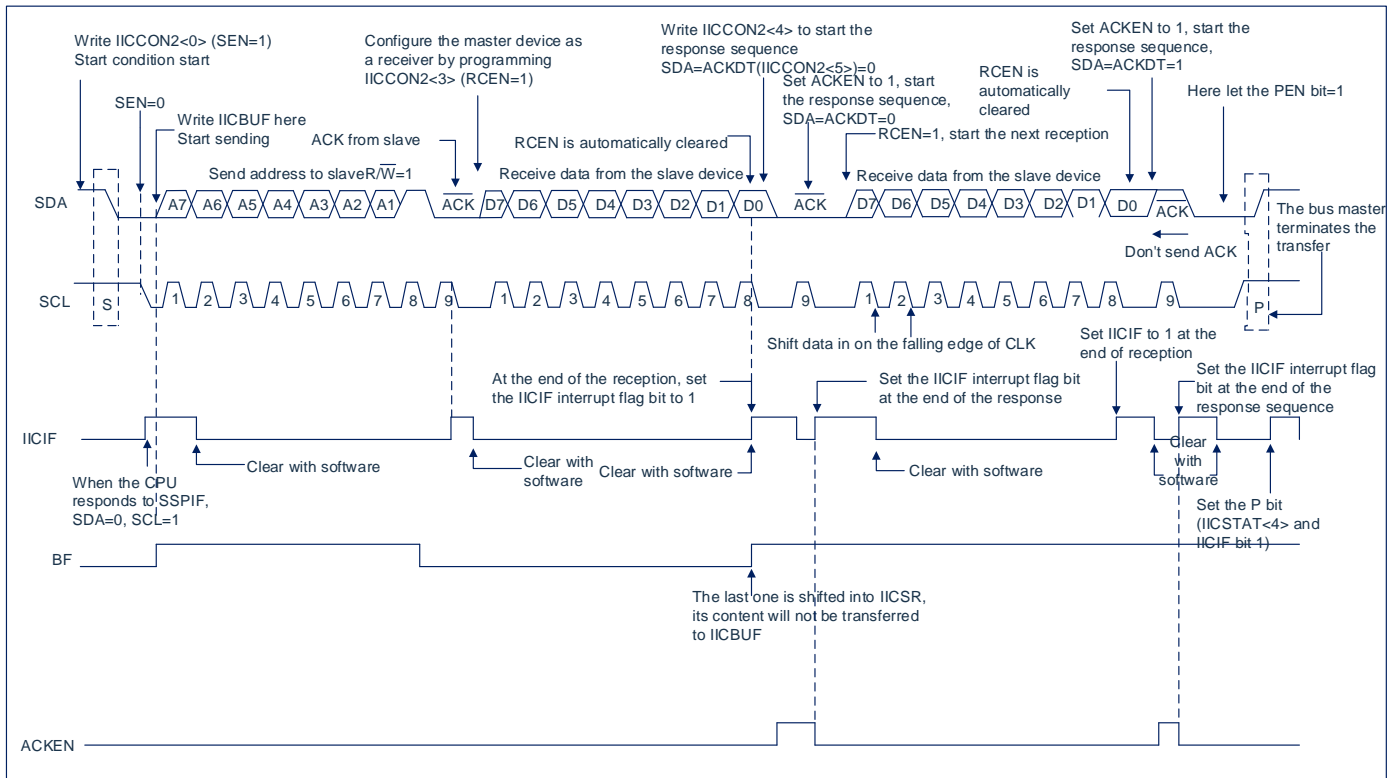 Write IICCON2<0> (SEN=1)
Start condition start
SEN=0
Write IICBUF here
Start sending
ACK from slave
Configure the master device as
a receiver by programming
IICCON2<3> (RCEN=1)
RCEN is automatically cleared
Write IICCON2<4> to start the
response sequence
SDA=ACKDT(IICCON2<5>)=0
Set ACKEN to 1, start
the response sequence,
SDA=ACKDT=0
RCEN=1, start the next reception
RCEN is
automatically
cleared
Set ACKEN to 1, start the
response sequence,
SDA=ACKDT=1
Here let the PEN bit=1
Send address to slaveR/W=1
Receive data from the slave device
Receive data from the slave device
SDA
A7 A6 A5 A4 A3 A2 A1 ACK D7 D6 D5 D4 D3 D2 D1 D0 ACK D7 D6 D5 D4 D3 D2 D1 D0 ACK
Don't send ACK
The bus master
terminates the
transfer
SCL
S 1 2 3 4 5 6 7 8 9 1 2 3 4 5 6 7 8 9 1 2 3 4 5 6 7 8 9 P
Shift data in on the falling edge of CLK
At the end of the reception, set
the IICIF interrupt flag bit to 1
Set the IICIF interrupt flag bit
at the end of the response
Set IICIF to 1 at the
end of reception
Set the IICIF interrupt flag
bit at the end of the
response sequence
IICIF
When the CPU
responds to SSPIF,
SDA=0, SCL=1
Clear with software
Clear with
software
Clear with software
Clear with software
Clear
with
software
Set the P bit
(IICSTAT<4> and
IICIF bit 1)
BF
The last one is shifted into IICSR,
its content will not be transferred
to IICBUF
ACKEN